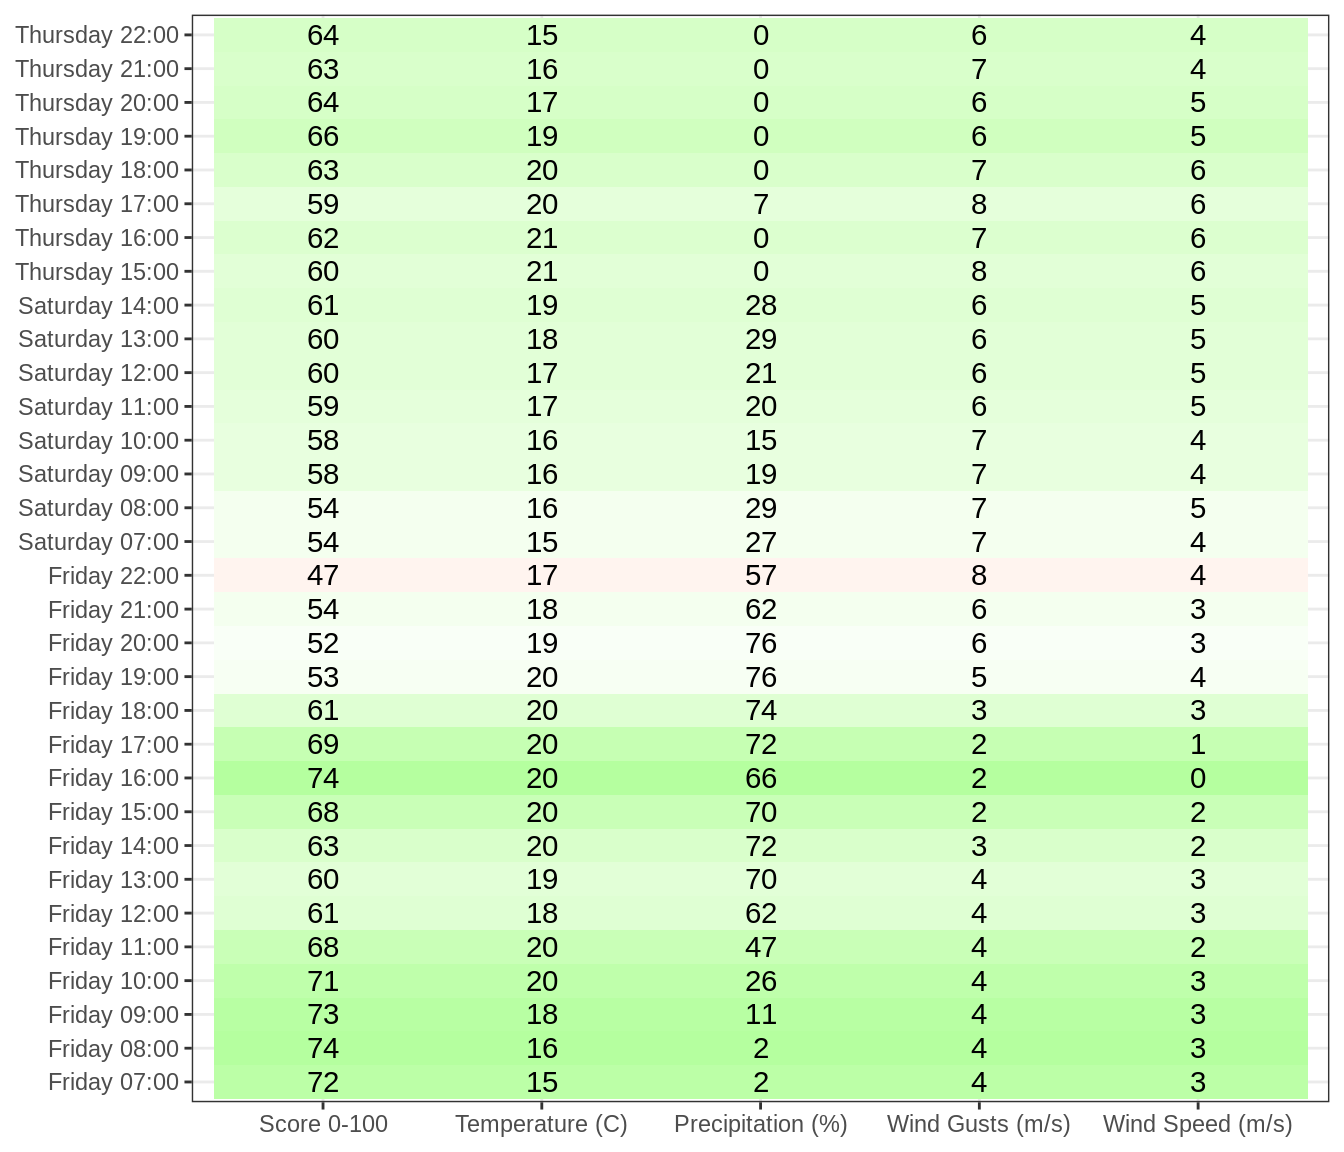 Thursday 22:00 64 15 0 6 4
Thursday 21:00 63 16 0 7 4
Thursday 20:00 64 17 0 6 5
Thursday 19:00 66 19 0 6 5
Thursday 18:00 63 20 0 7 6
Thursday 17:00 59 20 7 8 6
Thursday 16:00 62 21 0 7 6
Thursday 15:00 60 21 0 8 6
Saturday 14:00 61 19 28 6 5
Saturday 13:00 60 18 29 6 5
Saturday 12:00 60 17 21 6 5
Saturday 11:00 59 17 20 6 5
Saturday 10:00 58 16 15 7 4
Saturday 09:00 58 16 19 7 4
Saturday 08:00 54 16 29 7 5
Saturday 07:00 54 15 27 7 4
Friday 22:00 47 17 57 8 4
Friday 21:00 54 18 62 6 3
Friday 20:00 52 19 76 6 3
Friday 19:00 53 20 76 5 4
Friday 18:00 61 20 74 3 3
Friday 17:00 69 20 72 2 1
Friday 16:00 74 20 66 2 0
Friday 15:00 68 20 70 2 2
Friday 14:00 63 20 72 3 2
Friday 13:00 60 19 70 4 3
Friday 12:00 61 18 62 4 3
Friday 11:00 68 20 47 4 2
Friday 10:00 71 20 26 4 3
Friday 09:00 73 18 11 4 3
Friday 08:00 74 16 2 4 3
Friday 07:00 72 15 2 4 3
Score 0-100 Temperature (C) Precipitation (%) Wind Gusts (m/s) Wind Speed (m/s)